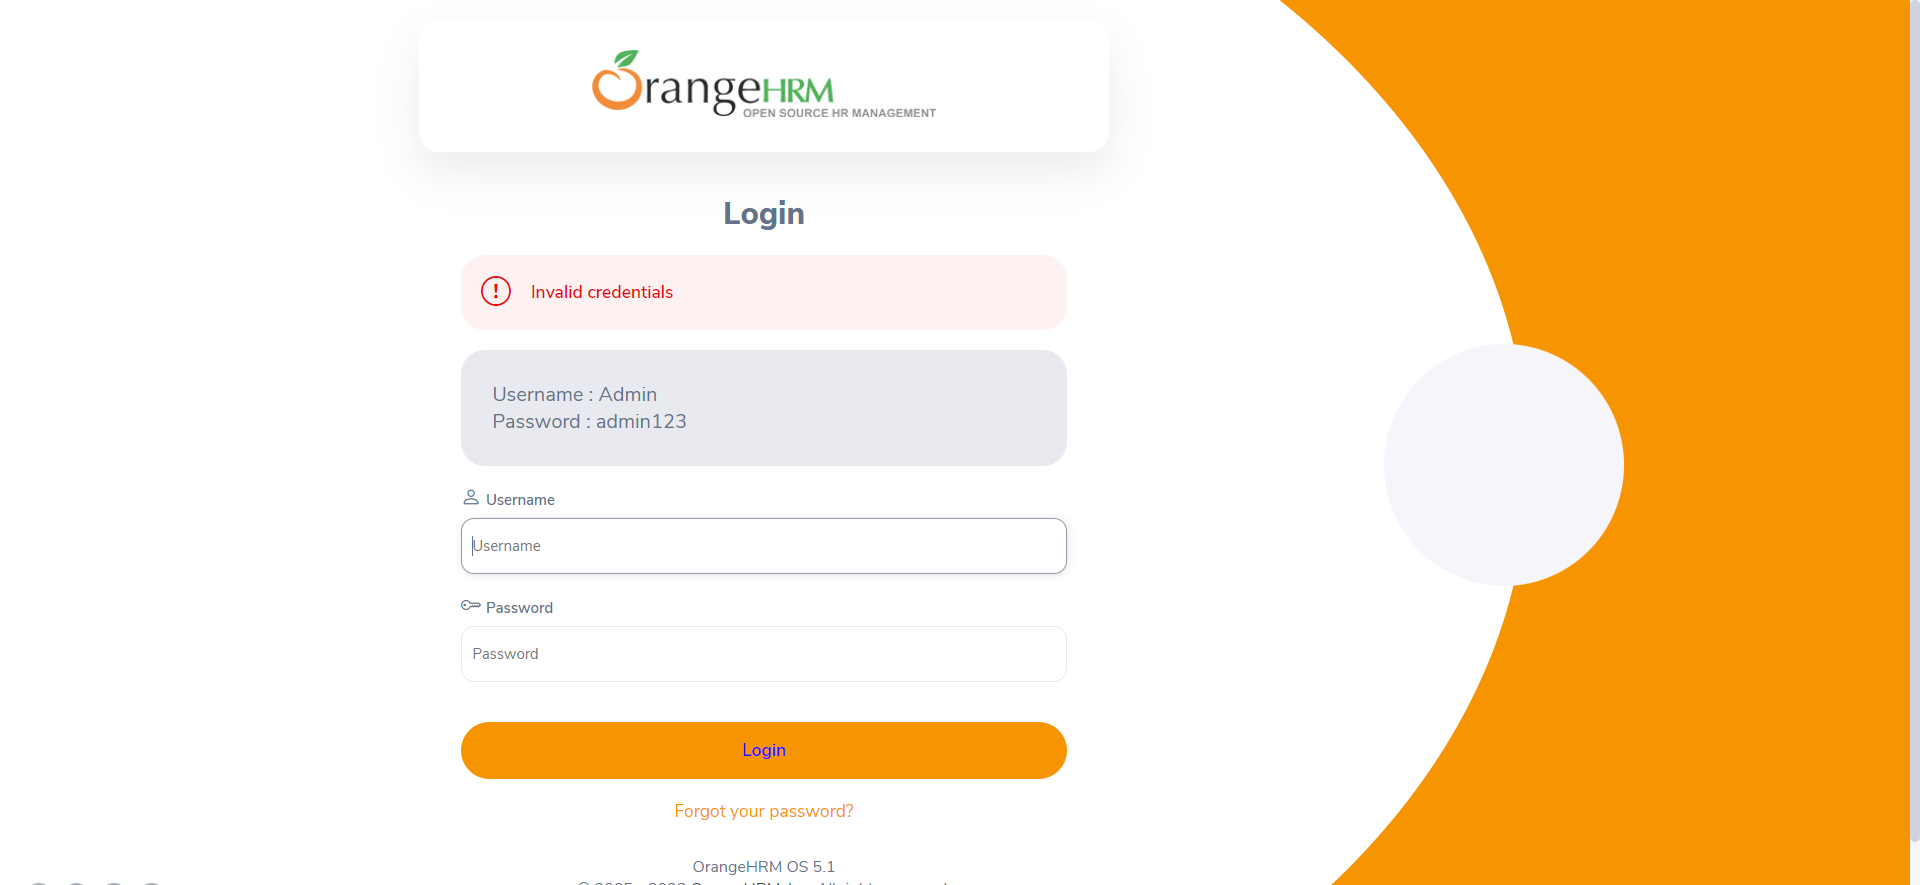 OrangeHRM
OPEN SOURCE HR MANAGEMENT
Login
Invalid credentials
Username : Admin
Password : admin123
Username
Username
Password
Password
Login
Forgot your password?
OrangeHRM OS 5.1